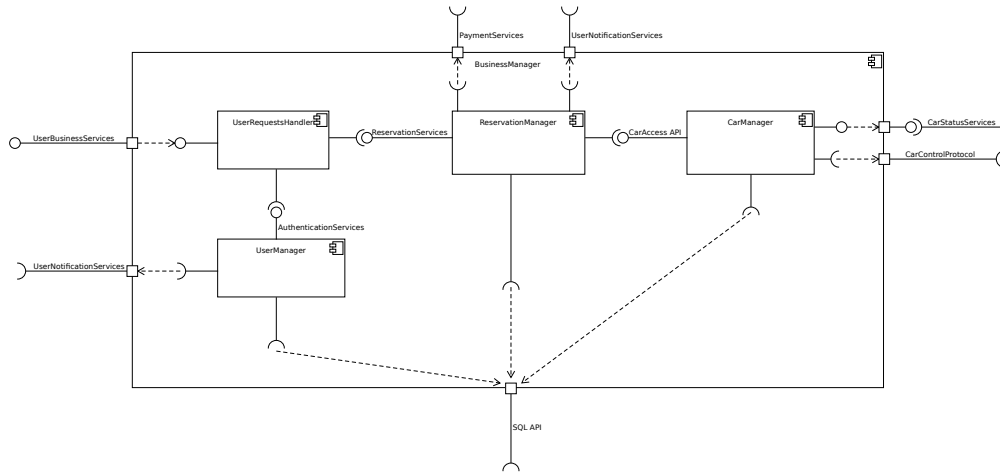 PaymentServices
UserNotificationServices
BusinessManager
UserRequestsHandler
ReservationManager
CarManager
UserBusinessServices
ReservationServices
CarAccess API
CarStatusServices
CarControlProtocol
AuthenticationServices
UserManager
UserNotificationServices
SQL API